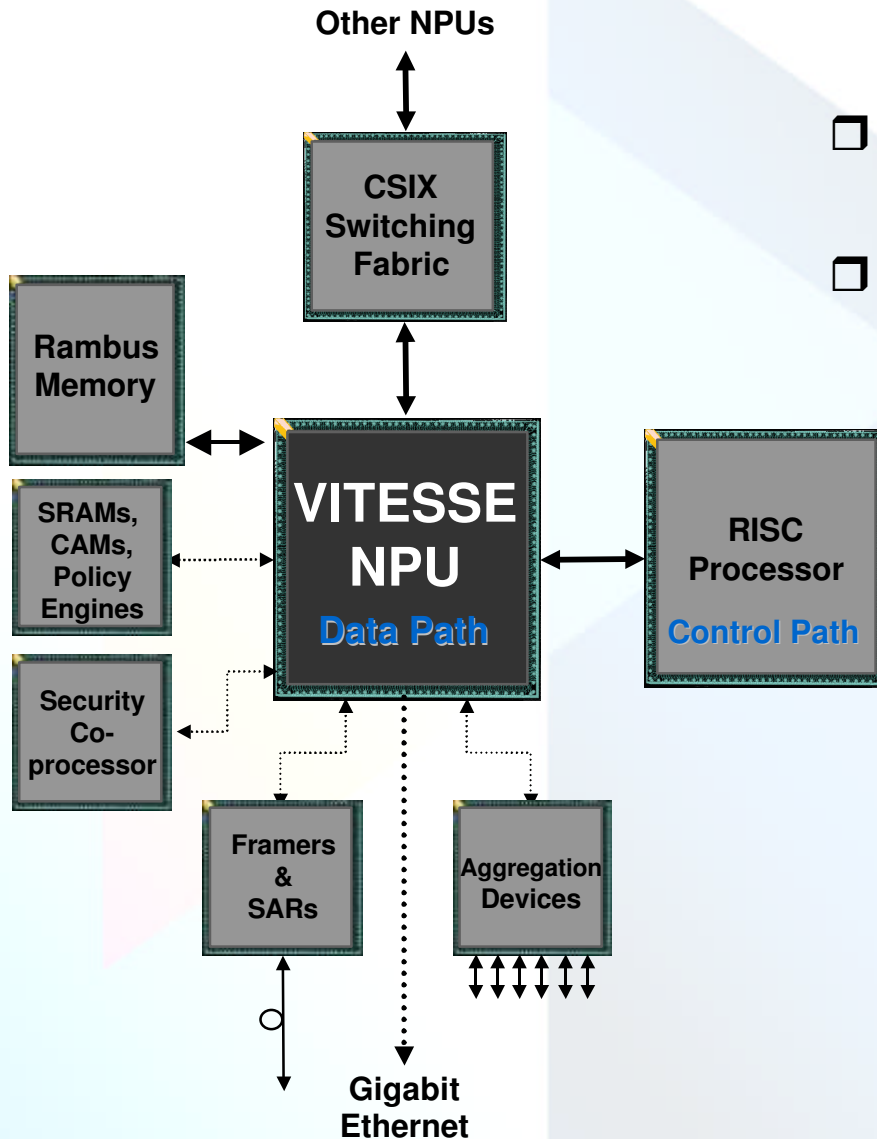 Other NPUs
CSIX
Switching
Fabric
Rambus
Memory
VITESSE
NPU
Data Path
RISC
Processor
Control Path
SRAMs,
CAMs,
Policy
Engines
Security
Co-
processor
Framers
&
SARs
Aggregation
Devices
Gigabit
Ethernet